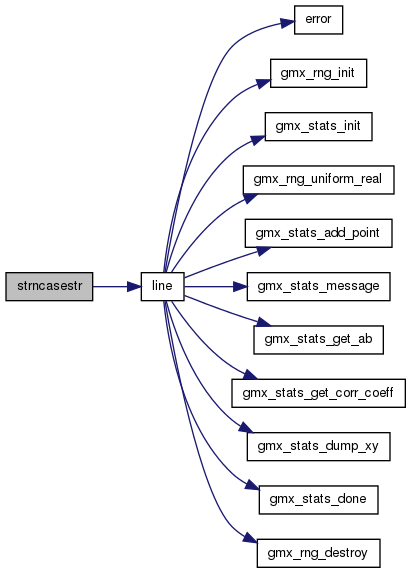 error
gmx_rng_init
gmx_stats_init
gmx_rng_uniform_real
gmx_stats_add_point
strncasestr
line
gmx_stats_message
gmx_stats_get_ab
gmx_stats_get_corr_coeff
gmx_stats_dump_xy
gmx_stats_done
gmx_rng_destroy